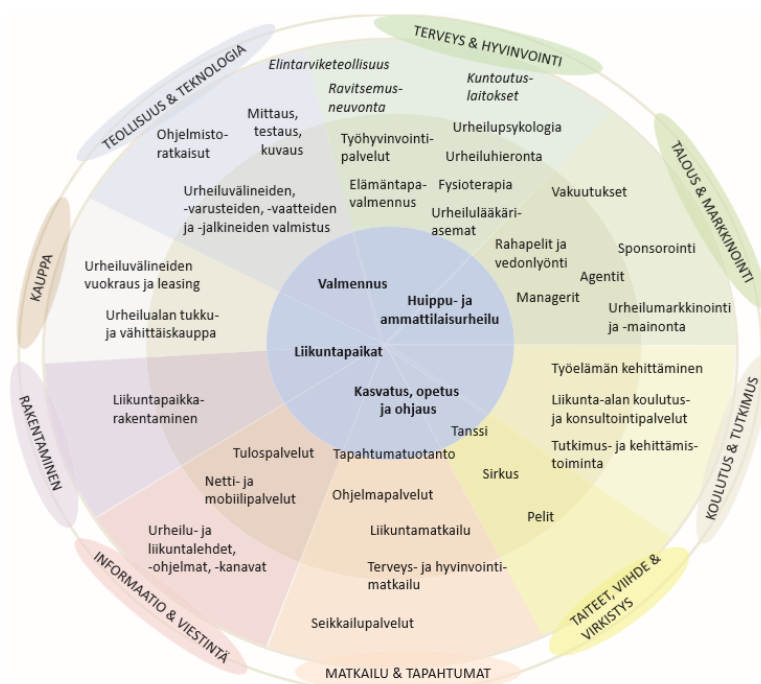 TERVEYS & HYVINVOINTI
Elintarviketeollisuus
Ravitsemus-
neuvonta
Kuntoutus-
laitokset
Työhyvinvointi-
palvelut
Urheilupsykologia
Urheiluhieronta
Elämäntapa-
valmennus
Fysioterapia
Urheilulääkäri-
asemat
TALOUS & MARKKINOINTI
Vakuutukset
Sponsorointi
Rahapelit ja
vedonlyönti
Agentit
Managerit
Urheilumarkkinointi
ja -mainonta
KOULUTUS & TUTKIMUS
Työelämän kehittäminen
Liikunta-alan koulutus-
ja konsultointipalvelut
Tutkimus- ja kehittämis-
toiminta
TAITEET, VIIHDE &
VIRKISTYS
Tanssi
Sirkus
Pelit
MATKAILU & TAPAHTUMAT
Tapahtumatuotanto
Ohjelmapalvelut
Liikuntamatkailu
Terveys- ja hyvinvointi-
matkailu
Seikkailupalvelut
INFORMAATIO & VIESTINTÄ
Tulospalvelut
Netti- ja
mobiilipalvelut
Urheilu- ja
liikuntalehdet,
-ohjelmat, -kanavat
RAKENTAMINEN
Liikuntapaikka-
rakentaminen
KAUPPA
Urheiluvälineiden
vuokraus ja leasing
Urheilualan tukku-
ja vähittäiskauppa
TEOLLISUUS & TEKNOLOGIA
Ohjelmisto-
ratkaisut
Mittaus,
testaus,
kuvaus
Urheiluvälineiden,
-varusteiden, -vaatteiden
ja -jalkineiden valmistus
Valmennus
Huippu- ja
ammattilaisurheilu
Liikuntapaikat
Kasvatus, opetus
ja ohjaus